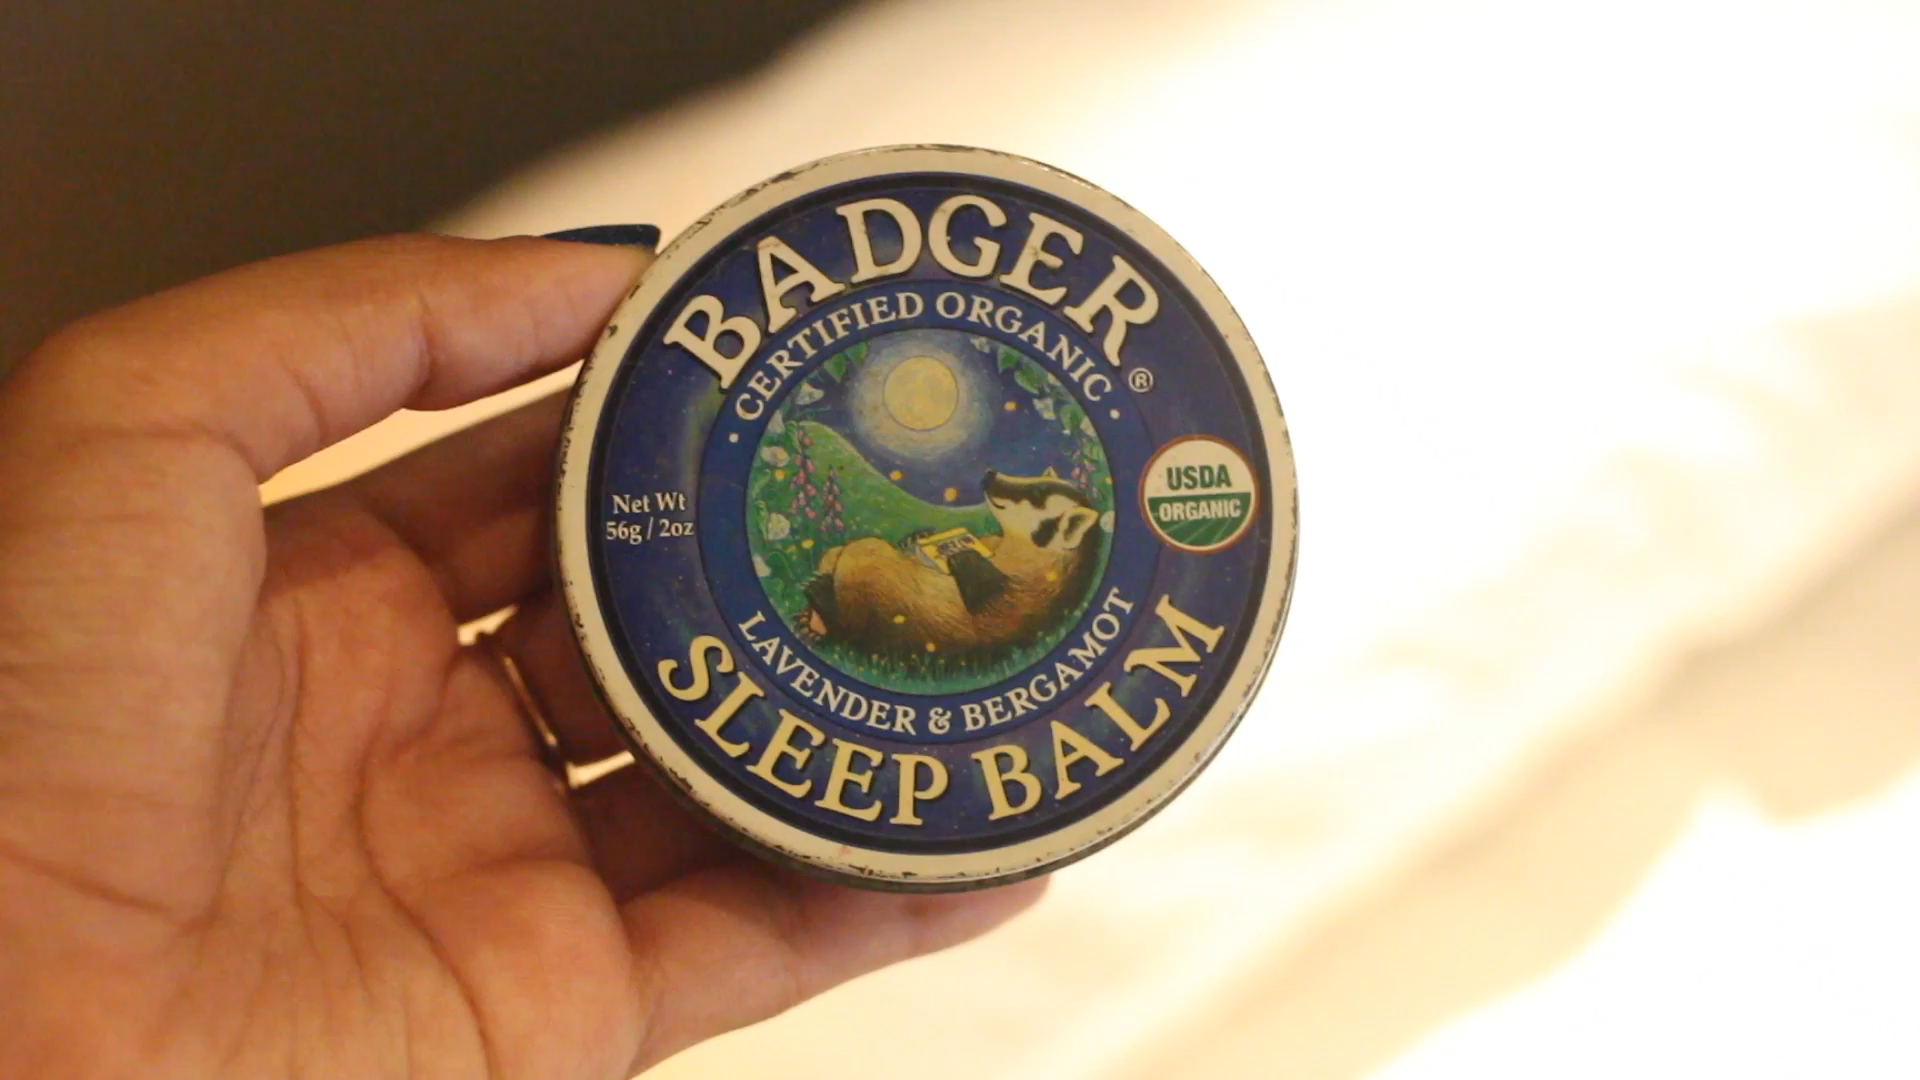 BADGER
®
· CERTIFIED ORGANIC ·
Net Wt
56g / 2oz
USDA
ORGANIC
LAVENDER & BERGAMOT
SLEEP BALM